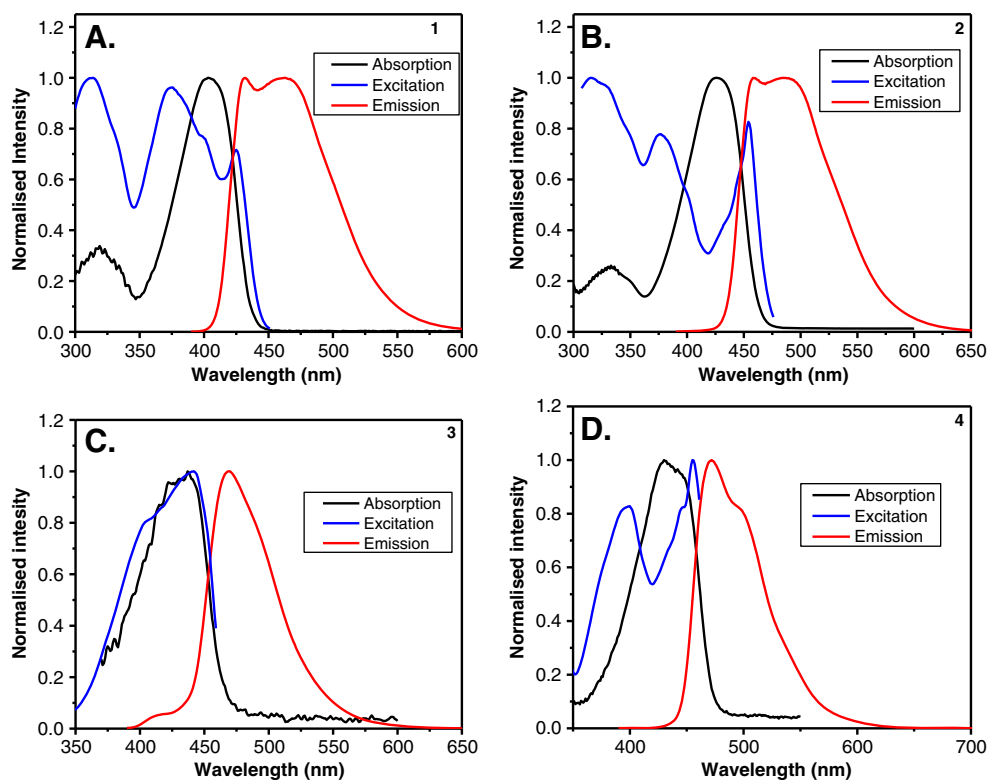 A.
1
Absorption
Excitation
Emission
1.2
1.0
0.8
0.6
0.4
0.2
0.0
Normalised Intensity
300 350 400 450 500 550 600
Wavelength (nm)
B.
2
Absorption
Excitation
Emission
1.2
1.0
0.8
0.6
0.4
0.2
0.0
Normalised intensity
300 350 400 450 500 550 600 650
Wavelength (nm)
C.
3
Absorption
Excitation
Emission
1.2
1.0
0.8
0.6
0.4
0.2
0.0
Normalised intesity
350 400 450 500 550 600 650
Wavelength (nm)
D.
4
Absorption
Excitation
Emission
1.2
1.0
0.8
0.6
0.4
0.2
0.0
Normalised intensity
400 500 600 700
Wavelength (nm)